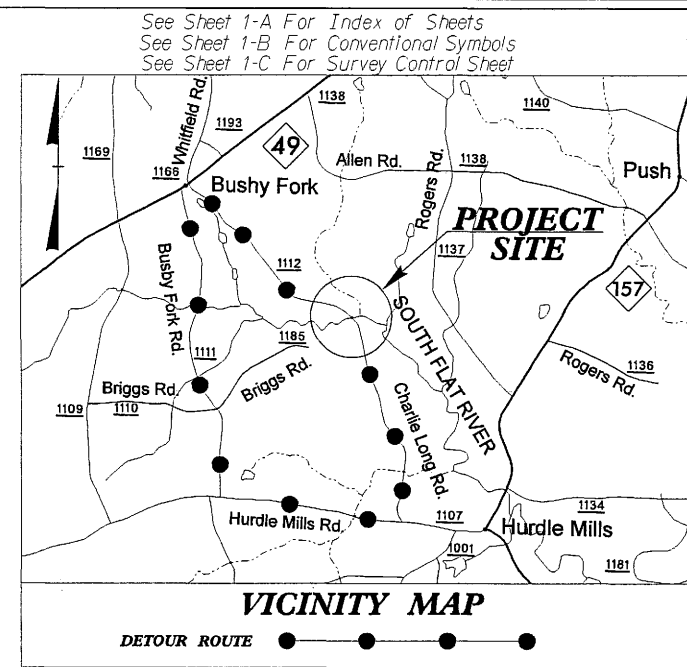 See Sheet 1-A For Index of Sheets
See Sheet 1-B For Conventional Symbols
See Sheet 1-C For Survey Control Sheet
1138
1140
Whitfield Rd.
1193
1169
49
Allen Rd.
1138
Rogers Rd.
Push
1166
Bushy Fork
PROJECT
SITE
1137
Busby Fork Rd.
1112
157
SOUTH FLAT RIVER
1185
1111
Briggs Rd.
Briggs Rd.
1136
Rogers Rd.
1109
1110
Charlie Long Rd.
1134
Hurdle Mills Rd.
1107
Hurdle Mills
1001
1181
VICINITY MAP
DETOUR ROUTE